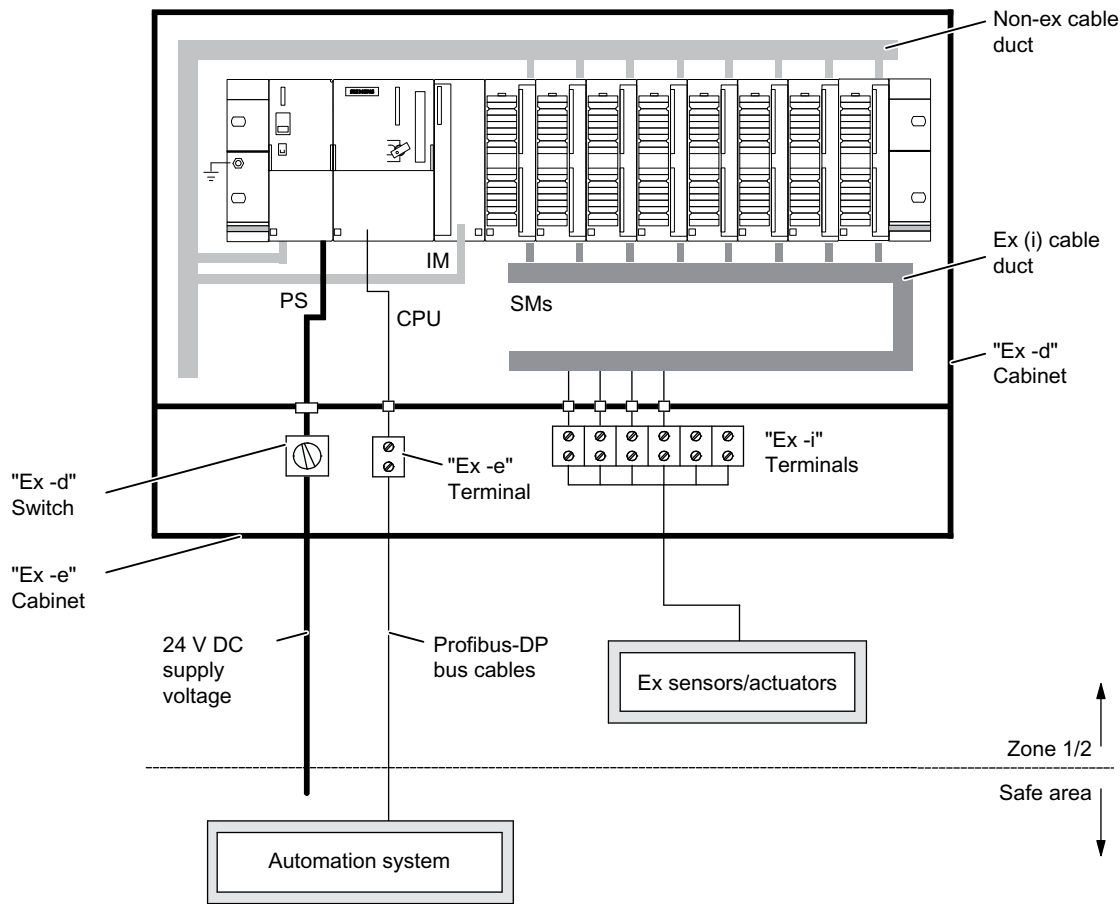 Non-ex cable
duct
Ex (i) cable
duct
IM
PS
CPU
SMs
"Ex -d"
Cabinet
"Ex -d"
Switch
"Ex -e"
Terminal
"Ex -i"
Terminals
"Ex -e"
Cabinet
24 V DC
supply
voltage
Profibus-DP
bus cables
Ex sensors/actuators
Zone 1/2
Safe area
Automation system